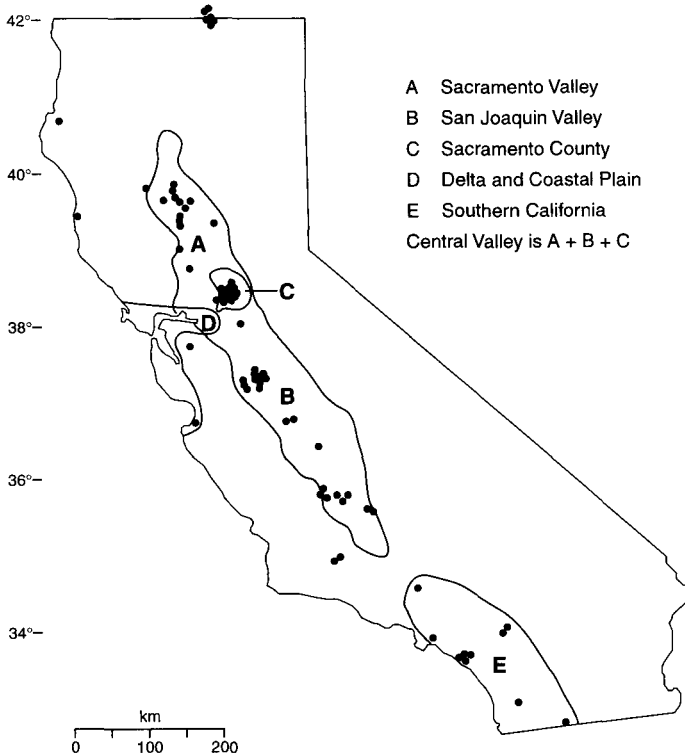 42°
40°
38°
36°
34°
A Sacramento Valley
B San Joaquin Valley
C Sacramento County
D Delta and Coastal Plain
E Southern California
Central Valley is A + B + C
A
C
D
B
E
km
0 100 200